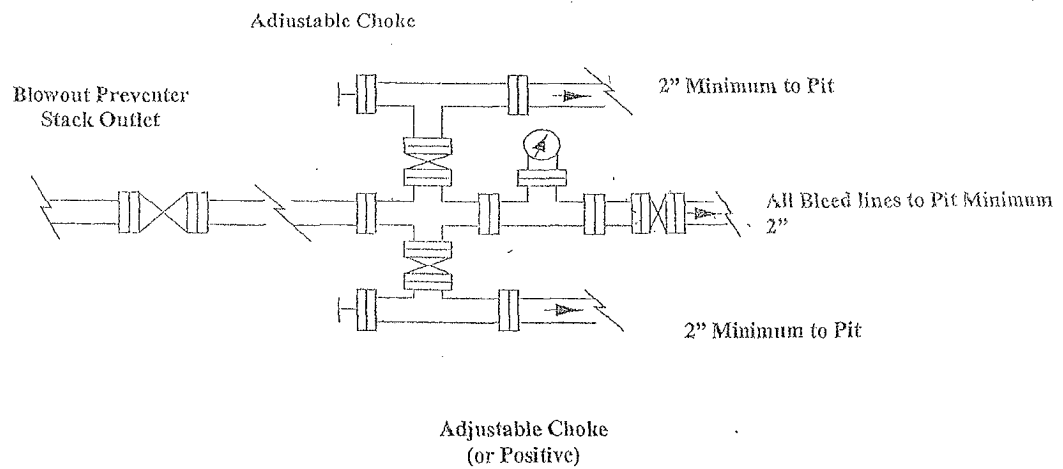 Adjustable Choke
2" Minimum to Pit
Blowout Preventer
Stack Outlet
All Bleed lines to Pit Minimum
2"
2" Minimum to Pit
Adjustable Choke
(or Positive)